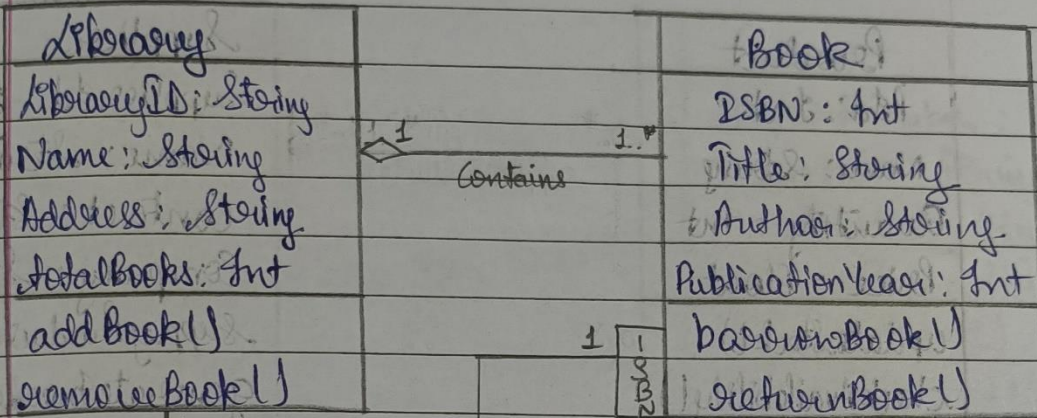 Library
LibraryID: String
Name: String
Address: String
totalBooks: Int
addBook()
removeBook()
1
1..*
Contains
Book
ISBN: Int
Title: String
Author: String
PublicationYear: Int
barrowBook()
returnBook()
1
ISBN